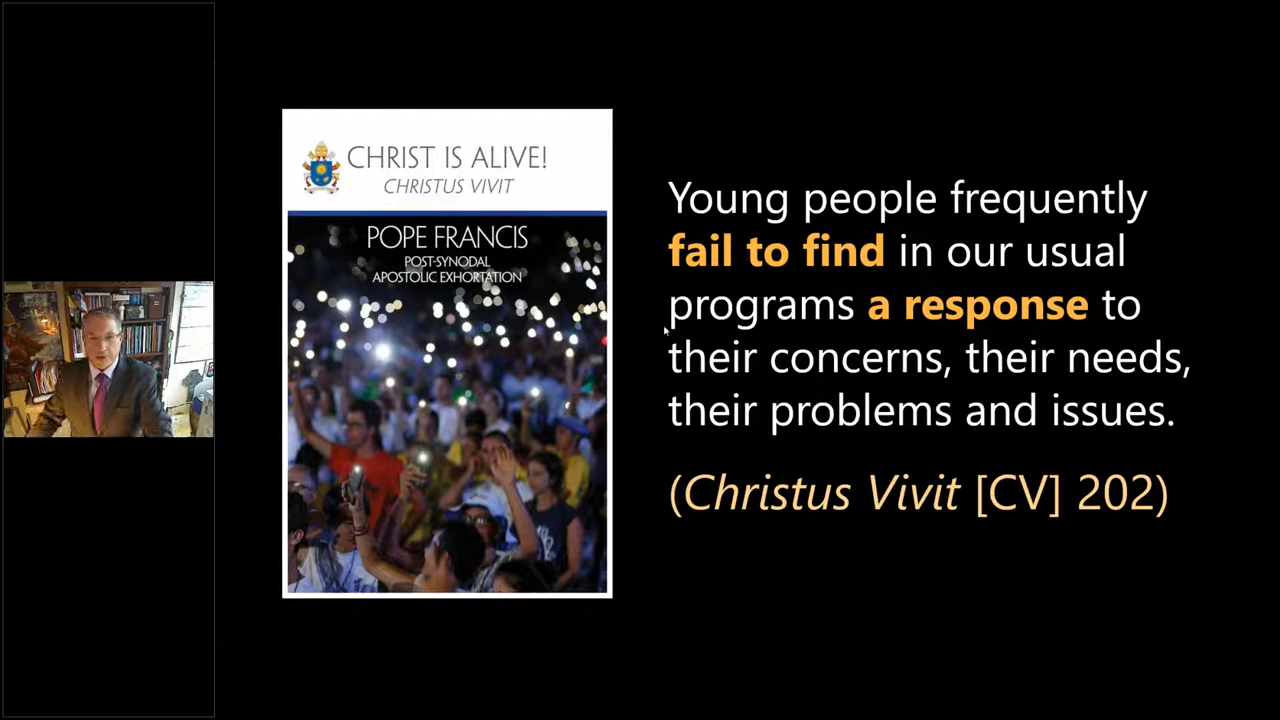 CHRIST IS ALIVE!
CHRISTUS VIVIT
POPE FRANCIS
POST-SYNODAL
APOSTOLIC EXHORTATION
Young people frequently
fail to find in our usual
programs a response to
their concerns, their needs,
their problems and issues.
(Christus Vivit [CV] 202)